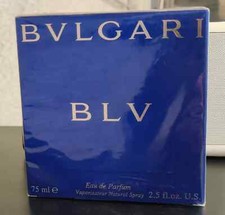 BVLGARI
BLV
Eau de Parfum
Vaporisateur Natural Spray
75 ml e 2.5 fl.oz. U.S.